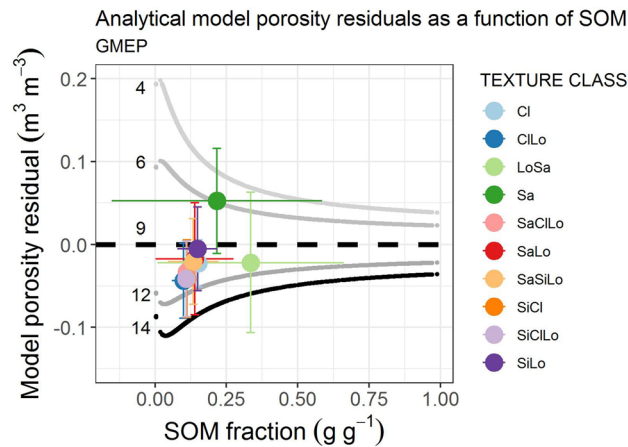 Analytical model porosity residuals as a function of SOM
GMEP
Model porosity residual (m³ m⁻³)
0.2
0.1
0.0
-0.1
4
6
9
12
14
0.00 0.25 0.50 0.75 1.00
SOM fraction (g g⁻¹)
TEXTURE CLASS
Cl
ClLo
LoSa
Sa
SaClLo
SaLo
SaSiLo
SiCl
SiClLo
SiLo